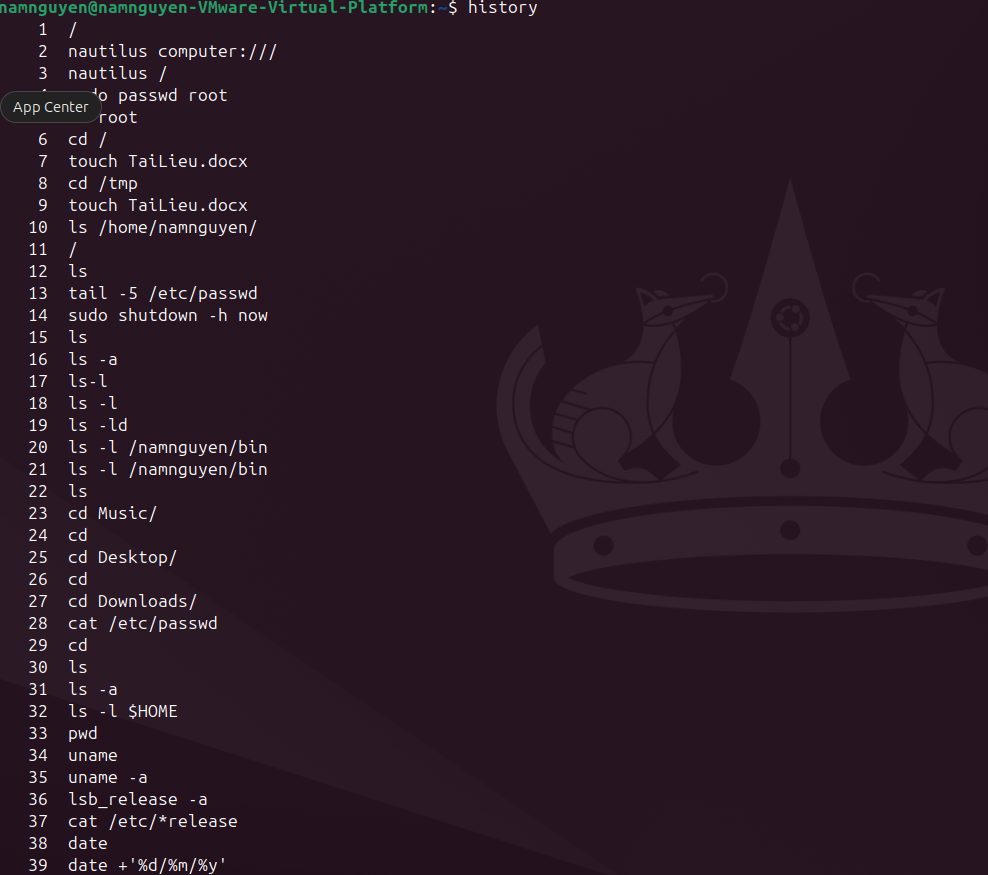 namnguyen@namnguyen-VMware-Virtual-Platform:~$ history
1 /
2 nautilus computer:///
3 nautilus /
do passwd root
App Center
root
6 cd /
7 touch TaiLieu.docx
8 cd /tmp
9 touch TaiLieu.docx
10 ls /home/namnguyen/
11 /
12 ls
13 tail -5 /etc/passwd
14 sudo shutdown -h now
15 ls
16 ls -a
17 ls-l
18 ls -l
19 ls -ld
20 ls -l /namnguyen/bin
21 ls -l /namnguyen/bin
22 ls
23 cd Music/
24 cd
25 cd Desktop/
26 cd
27 cd Downloads/
28 cat /etc/passwd
29 cd
30 ls
31 ls -a
32 ls -l $HOME
33 pwd
34 uname
35 uname -a
36 lsb_release -a
37 cat /etc/*release
38 date
39 date +'%d/%m/%y'